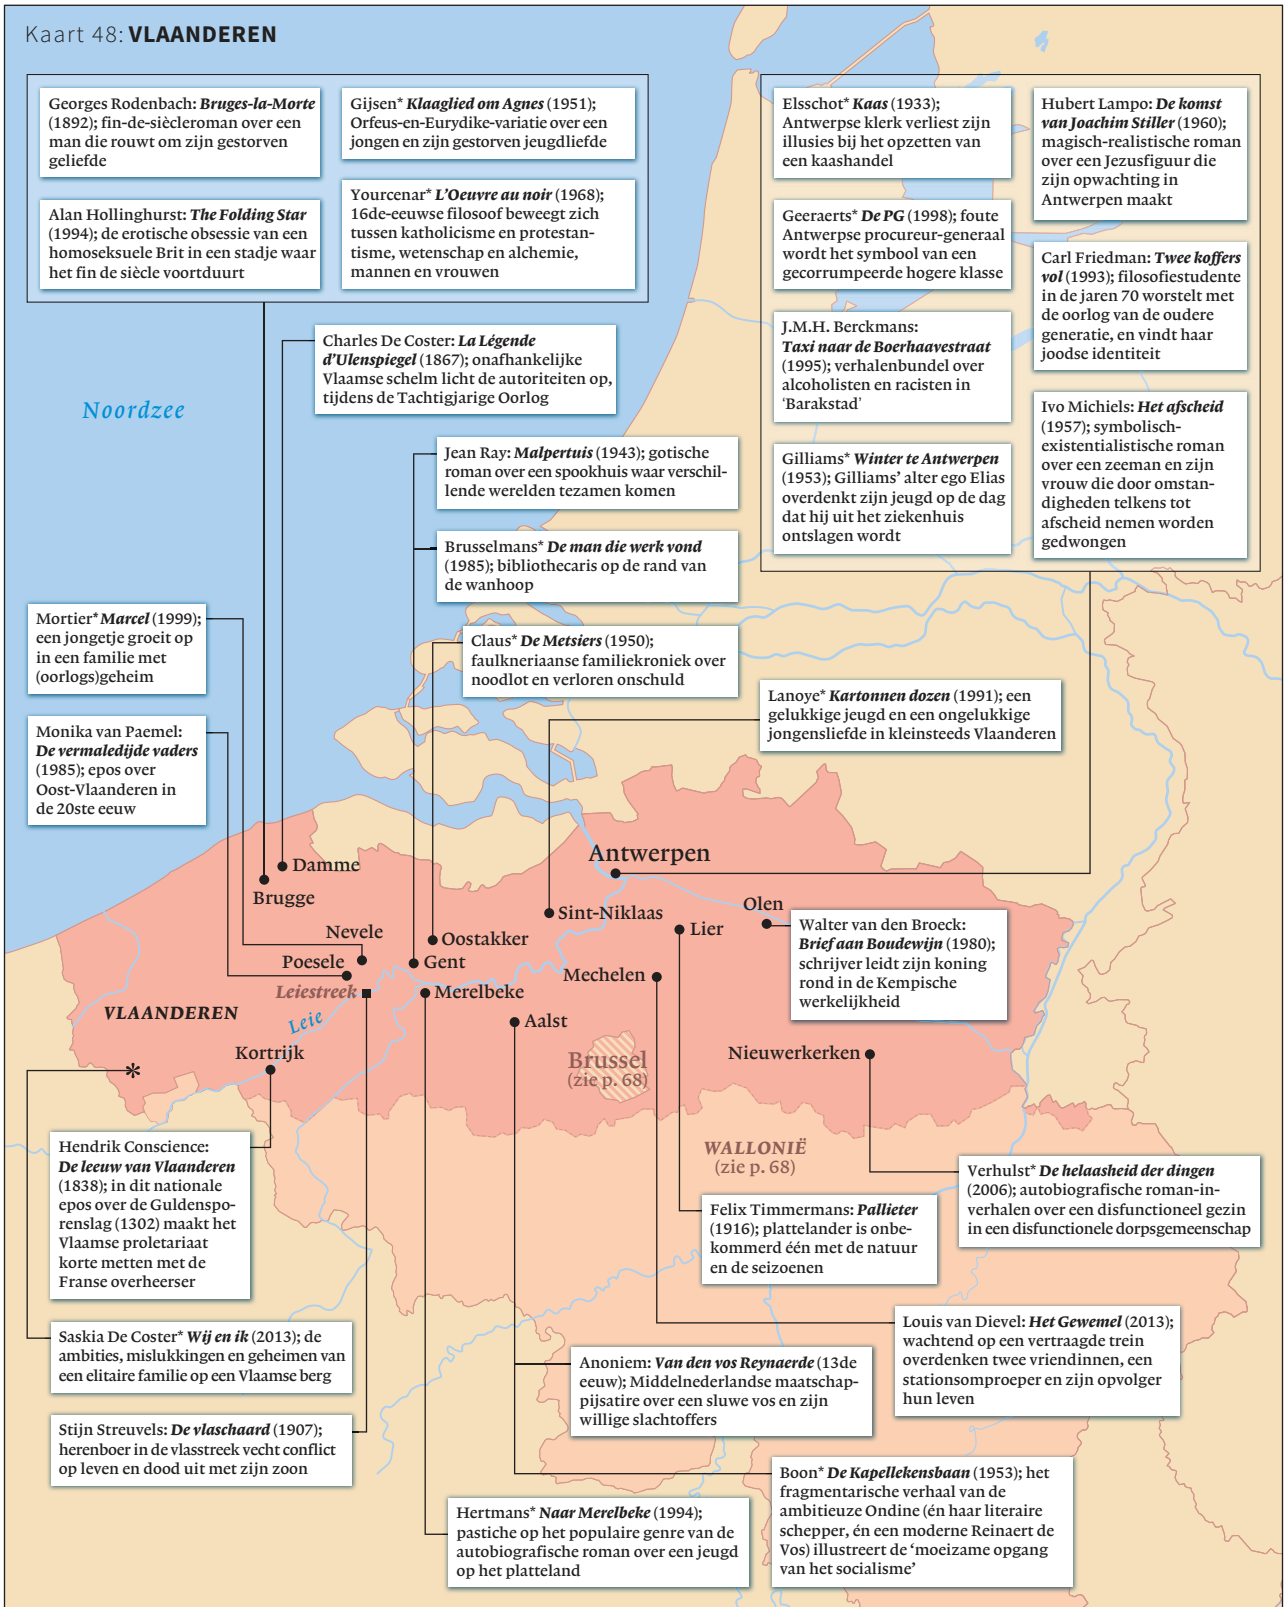 Kaart 48: VLAANDEREN
Georges Rodenbach: Bruges-la-Morte
(1892); fin-de-siècleroman over een
man die rouwt om zijn gestorven
geliefde
Gijsen* Klaaglied om Agnes (1951);
Orfeus-en-Eurydike-variatie over een
jongen en zijn gestorven jeugdliefde
Alan Hollinghurst: The Folding Star
(1994); de erotische obsessie van een
homoseksuele Brit in een stadje waar
het fin de siècle voortduurt
Yourcenar* L'Oeuvre au noir (1968);
16de-eeuwse filosoof beweegt zich
tussen katholicisme en protestan-
tisme, wetenschap en alchemie,
mannen en vrouwen
Elsschot* Kaas (1933);
Antwerpse klerk verliest zijn
illusies bij het opzetten van
een kaashandel
Geeraerts* De PG (1998); foute
Antwerpse procureur-generaal
wordt het symbool van een
gecorrumpeerde hogere klasse
J.M.H. Berckmans:
Taxi naar de Boerhaavestraat
(1995); verhalenbundel over
alcoholisten en racisten in
‘Barakstad’
Gilliams* Winter te Antwerpen
(1953); Gilliams’ alter ego Elias
overdenkt zijn jeugd op de dag
dat hij uit het ziekenhuis
ontslagen wordt
Hubert Lampo: De komst
van Joachim Stiller (1960);
magisch-realistische roman
over een Jezusfiguur die
zijn opwachting in
Antwerpen maakt
Carl Friedman: Twee koffers
vol (1993); filosofiestudente
in de jaren 70 worstelt met
de oorlog van de oudere
generatie, en vindt haar
joodse identiteit
Ivo Michiels: Het afscheid
(1957); symbolisch-
existentialistische roman
over een zeeman en zijn
vrouw die door omstan-
digheden telkens tot
afscheid nemen worden
gedwongen
Charles De Coster: La Légende
d'Ulenspiegel (1867); onafhankelijke
Vlaamse schelm licht de autoriteiten op,
tijdens de Tachtigjarige Oorlog
Noordzee
Jean Ray: Malpertuis (1943); gotische
roman over een spookhuis waar verschil-
lende werelden tezamen komen
Brusselmans* De man die werk vond
(1985); bibliothecaris op de rand van
de wanhoop
Mortier* Marcel (1999);
een jongetje groeit op
in een familie met
(oorlogs)geheim
Claus* De Metsiers (1950);
faulkneriaanse familiekroniek over
noodlot en verloren onschuld
Lanoye* Kartonnen dozen (1991); een
gelukkige jeugd en een ongelukkige
jongensliefde in kleinsteeds Vlaanderen
Monika van Paemel:
De vermaledijde vaders
(1985); epos over
Oost-Vlaanderen in
de 20ste eeuw
Antwerpen
Damme
Brugge
Olen
Sint-Niklaas
Lier
Nevele
Oostakker
Poesele
Gent
Mechelen
Walter van den Broeck:
Brief aan Boudewijn (1980);
schrijver leidt zijn koning
rond in de Kempische
werkelijkheid
Leiestreek
Merelbeke
VLAANDEREN
Leie
Aalst
Kortrijk
Brussel
(zie p. 68)
Nieuwerkerken
*
WALLONIË
(zie p. 68)
Hendrik Conscience:
De leeuw van Vlaanderen
(1838); in dit nationale
epos over de Guldenspo-
renslag (1302) maakt het
Vlaamse proletariaat
korte metten met de
Franse overheerser
Verhulst* De helaasheid der dingen
(2006); autobiografische roman-in-
verhalen over een disfunctioneel gezin
in een disfunctionele dorpsgemeenschap
Felix Timmermans: Pallieter
(1916); plattelander is onbe-
kommerd één met de natuur
en de seizoenen
Saskia De Coster* Wij en ik (2013); de
ambities, mislukkingen en geheimen van
een elitaire familie op een Vlaamse berg
Louis van Dievel: Het Gewemel (2013);
wachtend op een vertraagde trein
overdenken twee vriendinnen, een
stationsomroeper en zijn opvolger
hun leven
Anoniem: Van den vos Reynaerde (13de
eeuw); Middelnederlandse maatschap-
pijsatire over een sluwe vos en zijn
willige slachtoffers
Stijn Streuvels: De vlaschaard (1907);
herenboer in de vlasstreek vecht conflict
op leven en dood uit met zijn zoon
Boon* De Kapellekensbaan (1953); het
fragmentarische verhaal van de
ambitieuze Ondine (én haar literaire
schepper, én een moderne Reinaert de
Vos) illustreert de ‘moeizame opgang
van het socialisme’
Hertmans* Naar Merelbeke (1994);
pastiche op het populaire genre van de
autobiografische roman over een jeugd
op het platteland